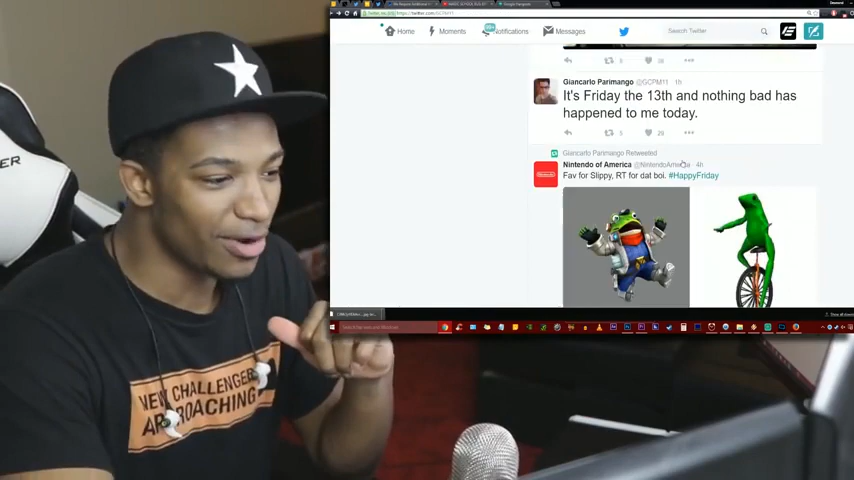 Home
Moments
Notifications
Messages
Search Twitter
Giancarlo Parimango @GCPM11 1h
It's Friday the 13th and nothing bad has
happened to me today.
Giancarlo Parimango Retweeted
Nintendo of America 4h
Fav for Slippy, RT for dat boi. #HappyFriday
NEW CHALLENGER
APPROACHING